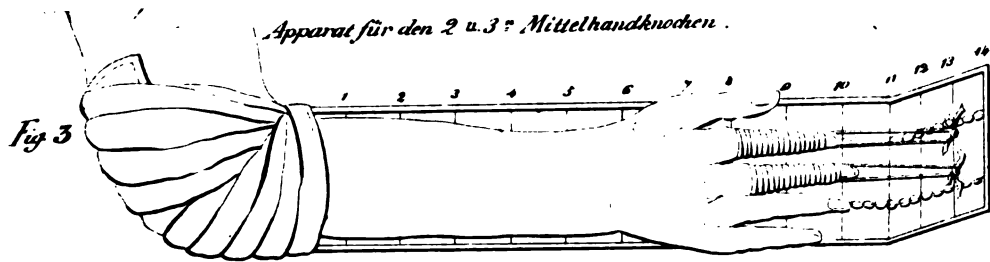 Apparat für den 2 u. 3ⁿ Mittelhandknochen.
1 2 3 4 5 6 7 8 9 10 11 12 13 14
Fig. 3